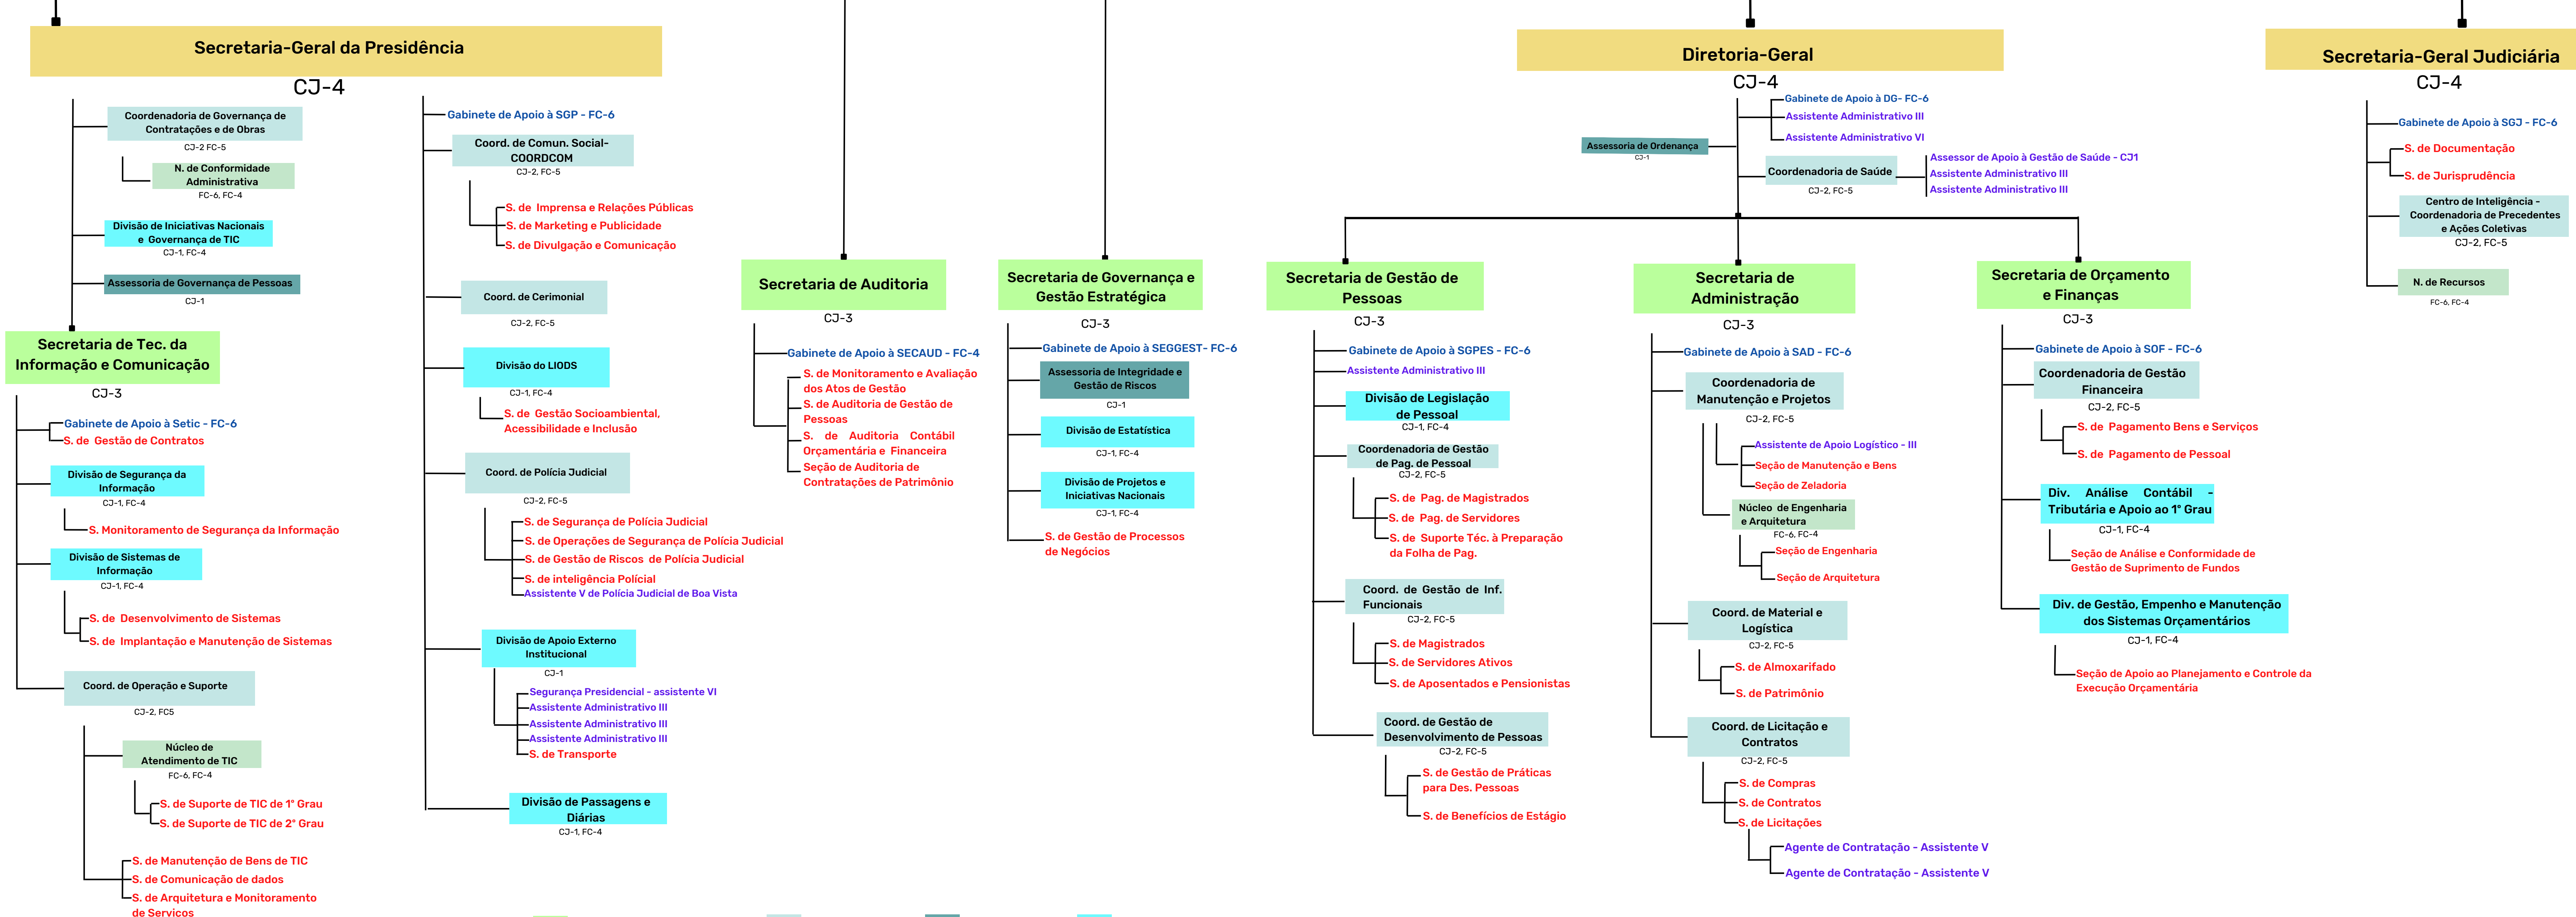 Secretaria-Geral da Presidência
CJ-4
Coordenadoria de Governança de
Contratações e de Obras
CJ-2 FC-5
N. de Conformidade
Administrativa
FC-6, FC-4
Divisão de Iniciativas Nacionais
e Governança de TIC
CJ-1, FC-4
Assessoria de Governança de Pessoas
CJ-1
Secretaria de Tec. da
Informação e Comunicação
CJ-3
Gabinete de Apoio à Setic - FC-6
S. de Gestão de Contratos
Divisão de Segurança da
Informação
CJ-1, FC-4
S. Monitoramento de Segurança da Informação
Divisão de Sistemas de
Informação
CJ-1, FC-4
S. de Desenvolvimento de Sistemas
S. de Implantação e Manutenção de Sistemas
Coord. de Operação e Suporte
CJ-2, FC5
Núcleo de
Atendimento de TIC
FC-6, FC-4
S. de Suporte de TIC de 1º Grau
S. de Suporte de TIC de 2º Grau
S. de Manutenção de Bens de TIC
S. de Comunicação de dados
S. de Arquitetura e Monitoramento
de Serviços
Gabinete de Apoio à SGP - FC-6
Coord. de Comun. Social-
COORDCOM
CJ-2, FC-5
S. de Imprensa e Relações Públicas
S. de Marketing e Publicidade
S. de Divulgação e Comunicação
Coord. de Cerimonial
CJ-2, FC-5
Divisão do LIODS
CJ-1, FC-4
S. de Gestão Socioambiental,
Acessibilidade e Inclusão
Coord. de Polícia Judicial
CJ-2, FC-5
S. de Segurança de Polícia Judicial
S. de Operações de Segurança de Polícia Judicial
S. de Gestão de Riscos de Polícia Judicial
S. de inteligência Polícial
Assistente V de Polícia Judicial de Boa Vista
Divisão de Apoio Externo
Institucional
CJ-1
Segurança Presidencial - assistente VI
Assistente Administrativo III
Assistente Administrativo III
Assistente Administrativo III
S. de Transporte
Divisão de Passagens e
Diárias
CJ-1, FC-4
Secretaria de Auditoria
CJ-3
Gabinete de Apoio à SECAUD - FC-4
S. de Monitoramento e Avaliação
dos Atos de Gestão
S. de Auditoria de Gestão de
Pessoas
S. de Auditoria Contábil
Orçamentária e Financeira
Seção de Auditoria de
Contratações de Patrimônio
Secretaria de Governança e
Gestão Estratégica
CJ-3
Gabinete de Apoio à SEGGEST- FC-6
Assessoria de Integridade e
Gestão de Riscos
CJ-1
Divisão de Estatística
CJ-1, FC-4
Divisão de Projetos e
Iniciativas Nacionais
CJ-1, FC-4
S. de Gestão de Processos
de Negócios
Diretoria-Geral
CJ-4
Gabinete de Apoio à DG- FC-6
Assistente Administrativo III
Assistente Administrativo VI
Assessoria de Ordenança
CJ-1
Coordenadoria de Saúde
CJ-2, FC-5
Assessor de Apoio à Gestão de Saúde - CJ1
Assistente Administrativo III
Assistente Administrativo III
Secretaria de Gestão de
Pessoas
CJ-3
Gabinete de Apoio à SGPES - FC-6
Assistente Administrativo III
Divisão de Legislação
de Pessoal
CJ-1, FC-4
Coordenadoria de Gestão
de Pag. de Pessoal
CJ-2, FC-5
S. de Pag. de Magistrados
S. de Pag. de Servidores
S. de Suporte Téc. à Preparação
da Folha de Pag.
Coord. de Gestão de Inf.
Funcionais
CJ-2, FC-5
S. de Magistrados
S. de Servidores Ativos
S. de Aposentados e Pensionistas
Coord. de Gestão de
Desenvolvimento de Pessoas
CJ-2, FC-5
S. de Gestão de Práticas
para Des. Pessoas
S. de Benefícios de Estágio
Secretaria de
Administração
CJ-3
Gabinete de Apoio à SAD - FC-6
Coordenadoria de
Manutenção e Projetos
CJ-2, FC-5
Assistente de Apoio Logístico - III
Seção de Manutenção e Bens
Seção de Zeladoria
Núcleo de Engenharia
e Arquitetura
FC-6, FC-4
Seção de Engenharia
Seção de Arquitetura
Coord. de Material e
Logística
CJ-2, FC-5
S. de Almoxarifado
S. de Patrimônio
Coord. de Licitação e
Contratos
CJ-2, FC-5
S. de Compras
S. de Contratos
S. de Licitações
Agente de Contratação - Assistente V
Agente de Contratação - Assistente V
Secretaria de Orçamento
e Finanças
CJ-3
Gabinete de Apoio à SOF - FC-6
Coordenadoria de Gestão
Financeira
CJ-2, FC-5
S. de Pagamento Bens e Serviços
S. de Pagamento de Pessoal
Div. Análise Contábil -
Tributária e Apoio ao 1º Grau
CJ-1, FC-4
Seção de Análise e Conformidade de
Gestão de Suprimento de Fundos
Div. de Gestão, Empenho e Manutenção
dos Sistemas Orçamentários
CJ-1, FC-4
Seção de Apoio ao Planejamento e Controle da
Execução Orçamentária
Secretaria-Geral Judiciária
CJ-4
Gabinete de Apoio à SGJ - FC-6
S. de Documentação
S. de Jurisprudência
Centro de Inteligência -
Coordenadoria de Precedentes
e Ações Coletivas
CJ-2, FC-5
N. de Recursos
FC-6, FC-4